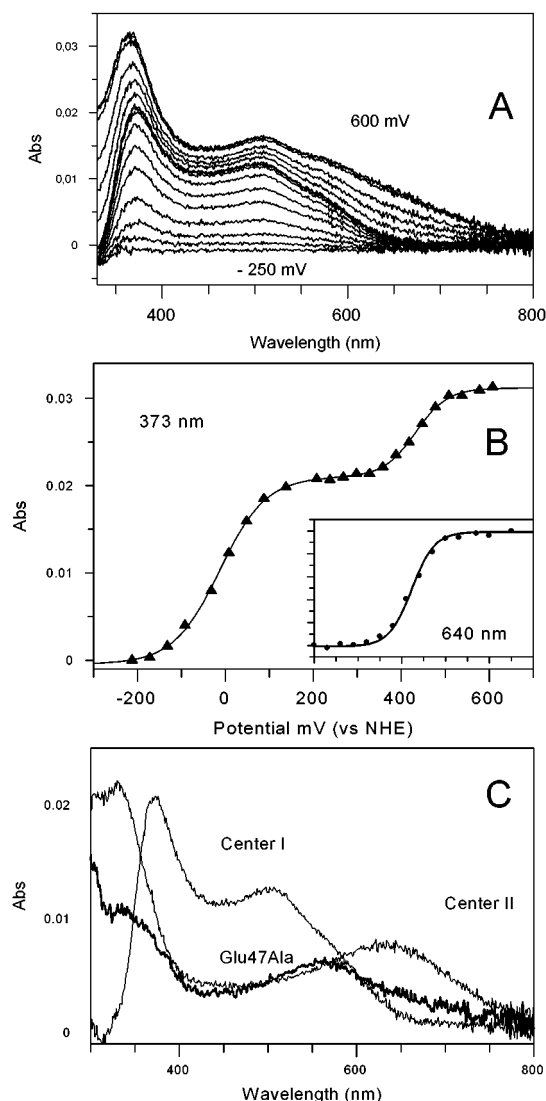 A
0,03
0.02
0.01
0
Abs
600 mV
- 250 mV
400 600 800
Wavelength (nm)
B
373 nm
0.03
0.02
0.01
0
Abs
640 nm
-200 0 200 400 600
Potential mV (vs NHE)
C
0.02
0.01
0
Abs
Center I
Center II
Glu47Ala
400 600 800
Wavelength (nm)